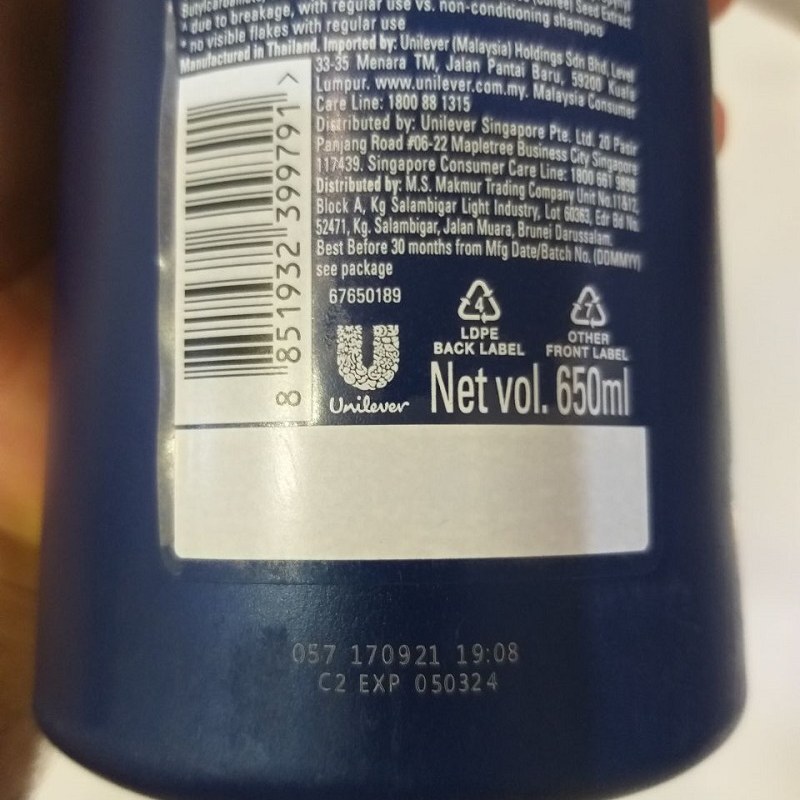 Seed Extract
^ due to breakage, with regular use vs. non-conditioning shampoo
* no visible flakes with regular use
Manufactured in Thailand. Imported by: Unilever (Malaysia) Holdings Sdn Bhd, Level
33-35 Menara TM, Jalan Pantai Baru, 59200 Kuala
Lumpur. www.unilever.com.my. Malaysia Consumer
Care Line: 1800 88 1315
Distributed by: Unilever Singapore Pte. Ltd. 20 Pasir
Panjang Road #06-22 Mapletree Business City Singapore
117439. Singapore Consumer Care Line: 1800 661 3898
Distributed by: M.S. Makmur Trading Company Unit No.11&12,
Block A, Kg Salambigar Light Industry, Lot 60363, Edr Bd No.
52471, Kg. Salambigar, Jalan Muara, Brunei Darussalam.
Best Before 30 months from Mfg Date/Batch No. (DDMMYY)
see package
8 851932 399791 >
67650189
4
LDPE
BACK LABEL
7
OTHER
FRONT LABEL
Unilever
Net vol. 650ml
057 170921 19:08
C2 EXP 050324